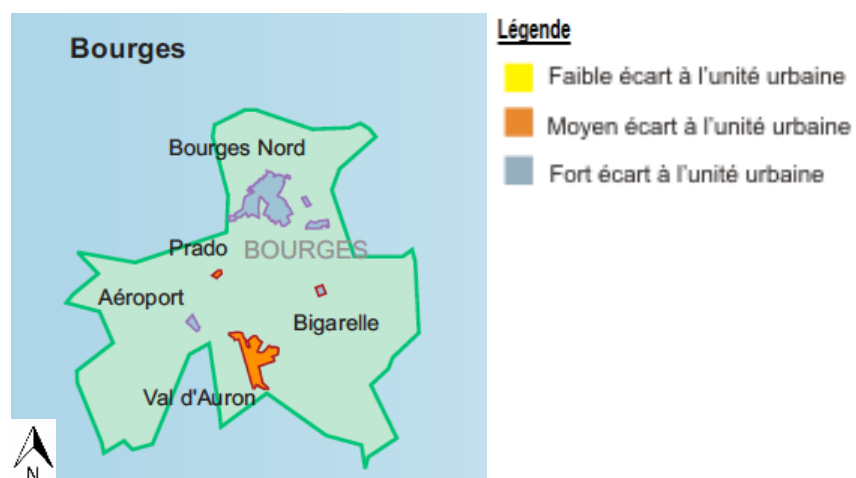 Bourges
Légende
Faible écart à l'unité urbaine
Moyen écart à l'unité urbaine
Fort écart à l'unité urbaine
Bourges Nord
Prado
BOURGES
Aéroport
Bigarelle
Val d'Auron
N